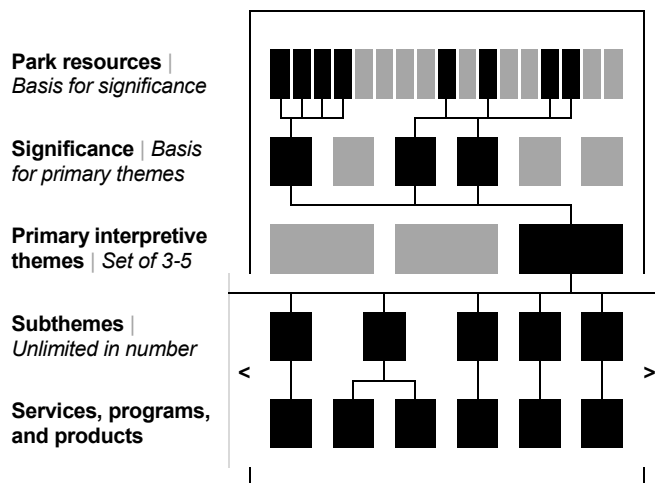 Park resources |
Basis for significance
Significance | Basis
for primary themes
Primary interpretive
themes | Set of 3-5
Subthemes |
Unlimited in number
< >
Services, programs,
and products